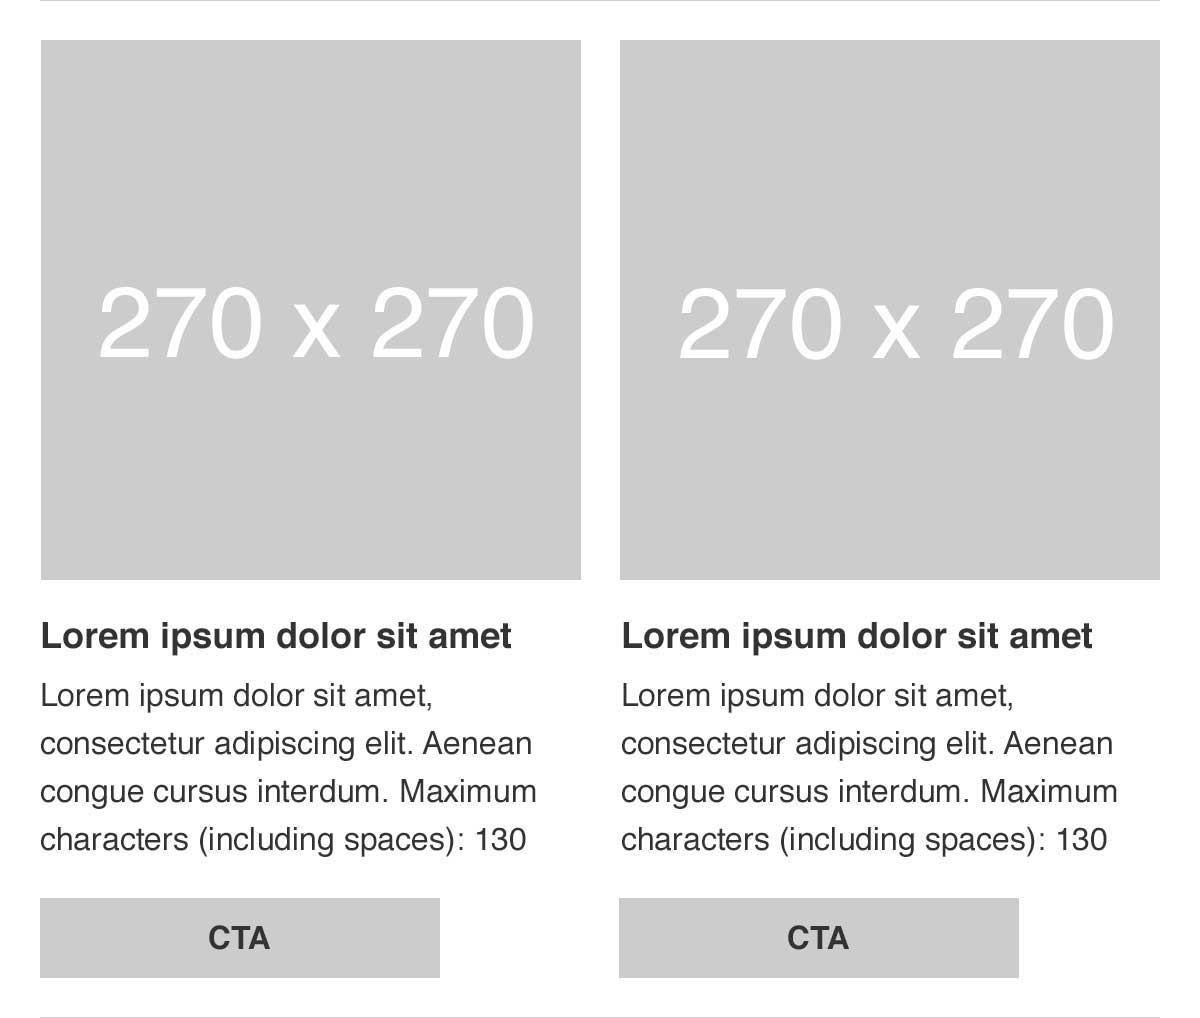 270 x 270
270 x 270
Lorem ipsum dolor sit amet
Lorem ipsum dolor sit amet,
consectetur adipiscing elit. Aenean
congue cursus interdum. Maximum
characters (including spaces): 130
CTA
Lorem ipsum dolor sit amet
Lorem ipsum dolor sit amet,
consectetur adipiscing elit. Aenean
congue cursus interdum. Maximum
characters (including spaces): 130
CTA